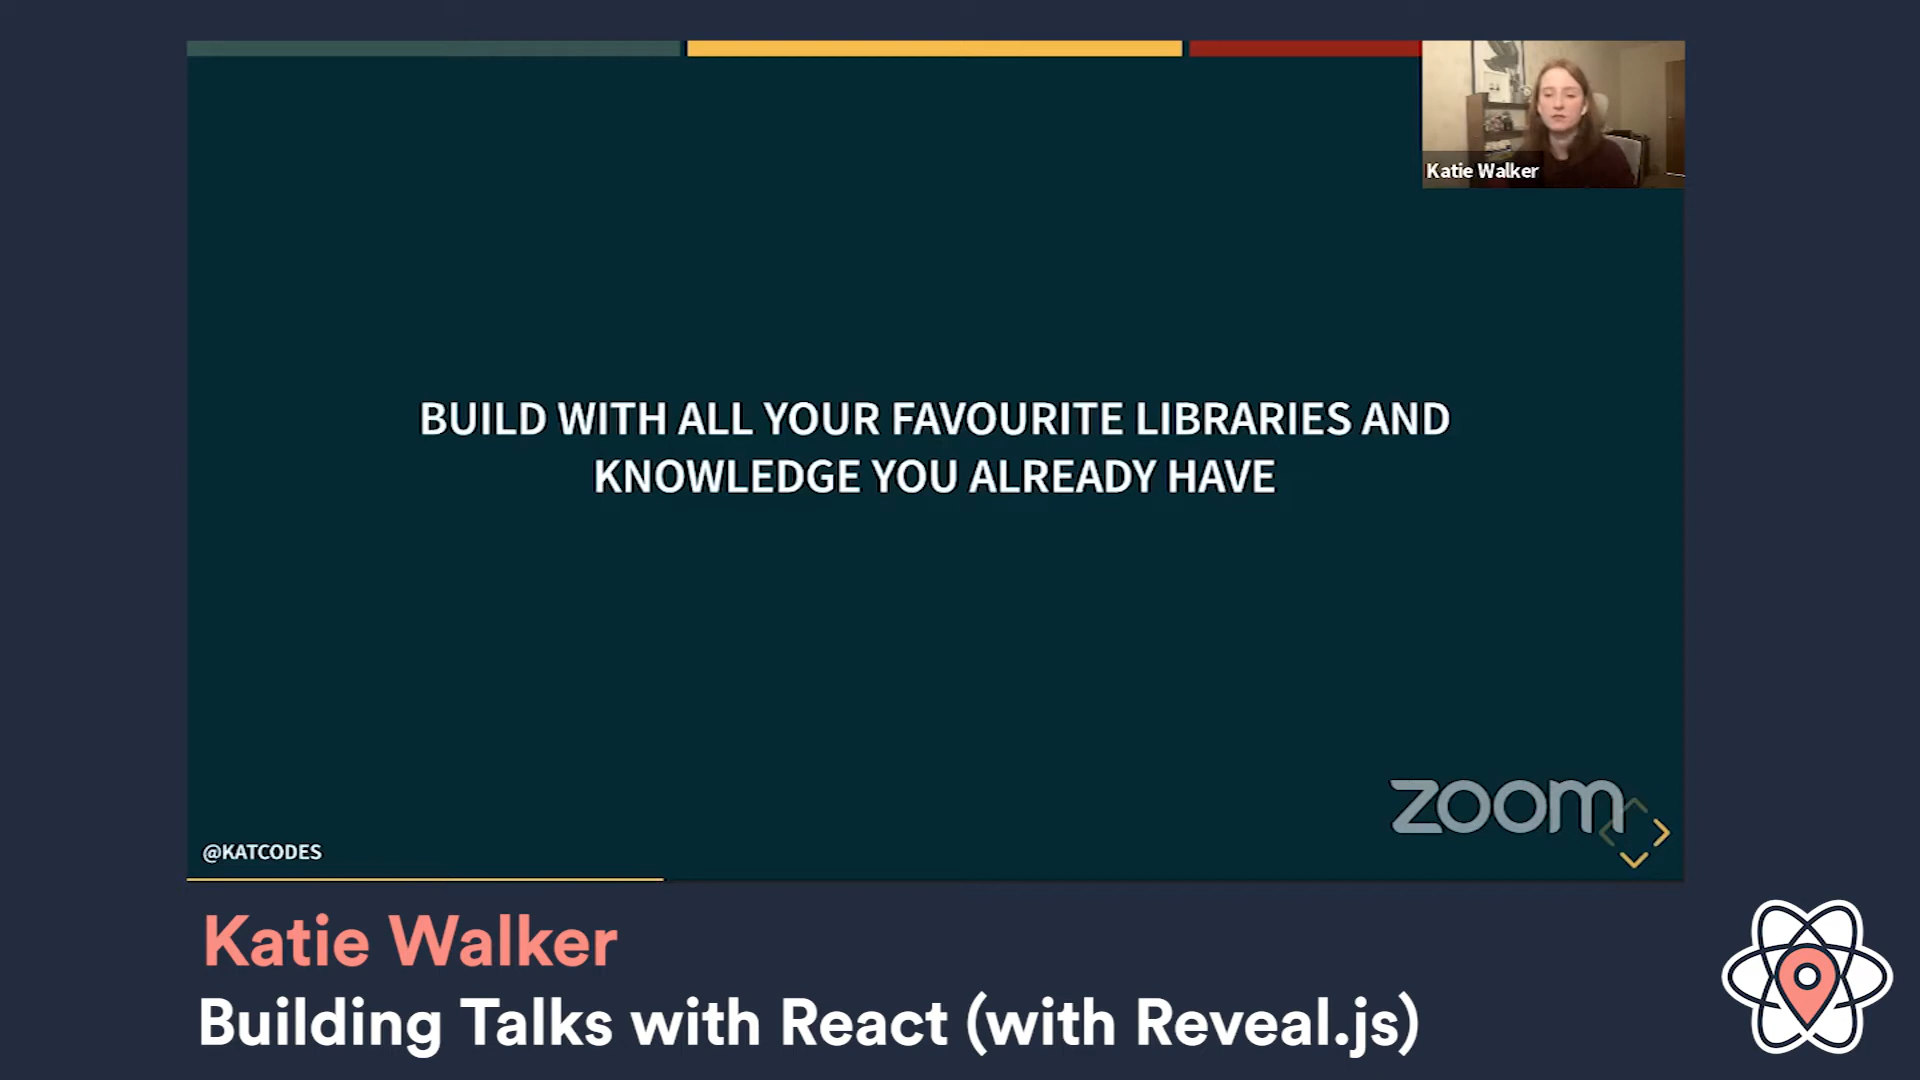 Katie Walker
BUILD WITH ALL YOUR FAVOURITE LIBRARIES AND
KNOWLEDGE YOU ALREADY HAVE
zoom
@KATCODES
Katie Walker
Building Talks with React (with Reveal.js)